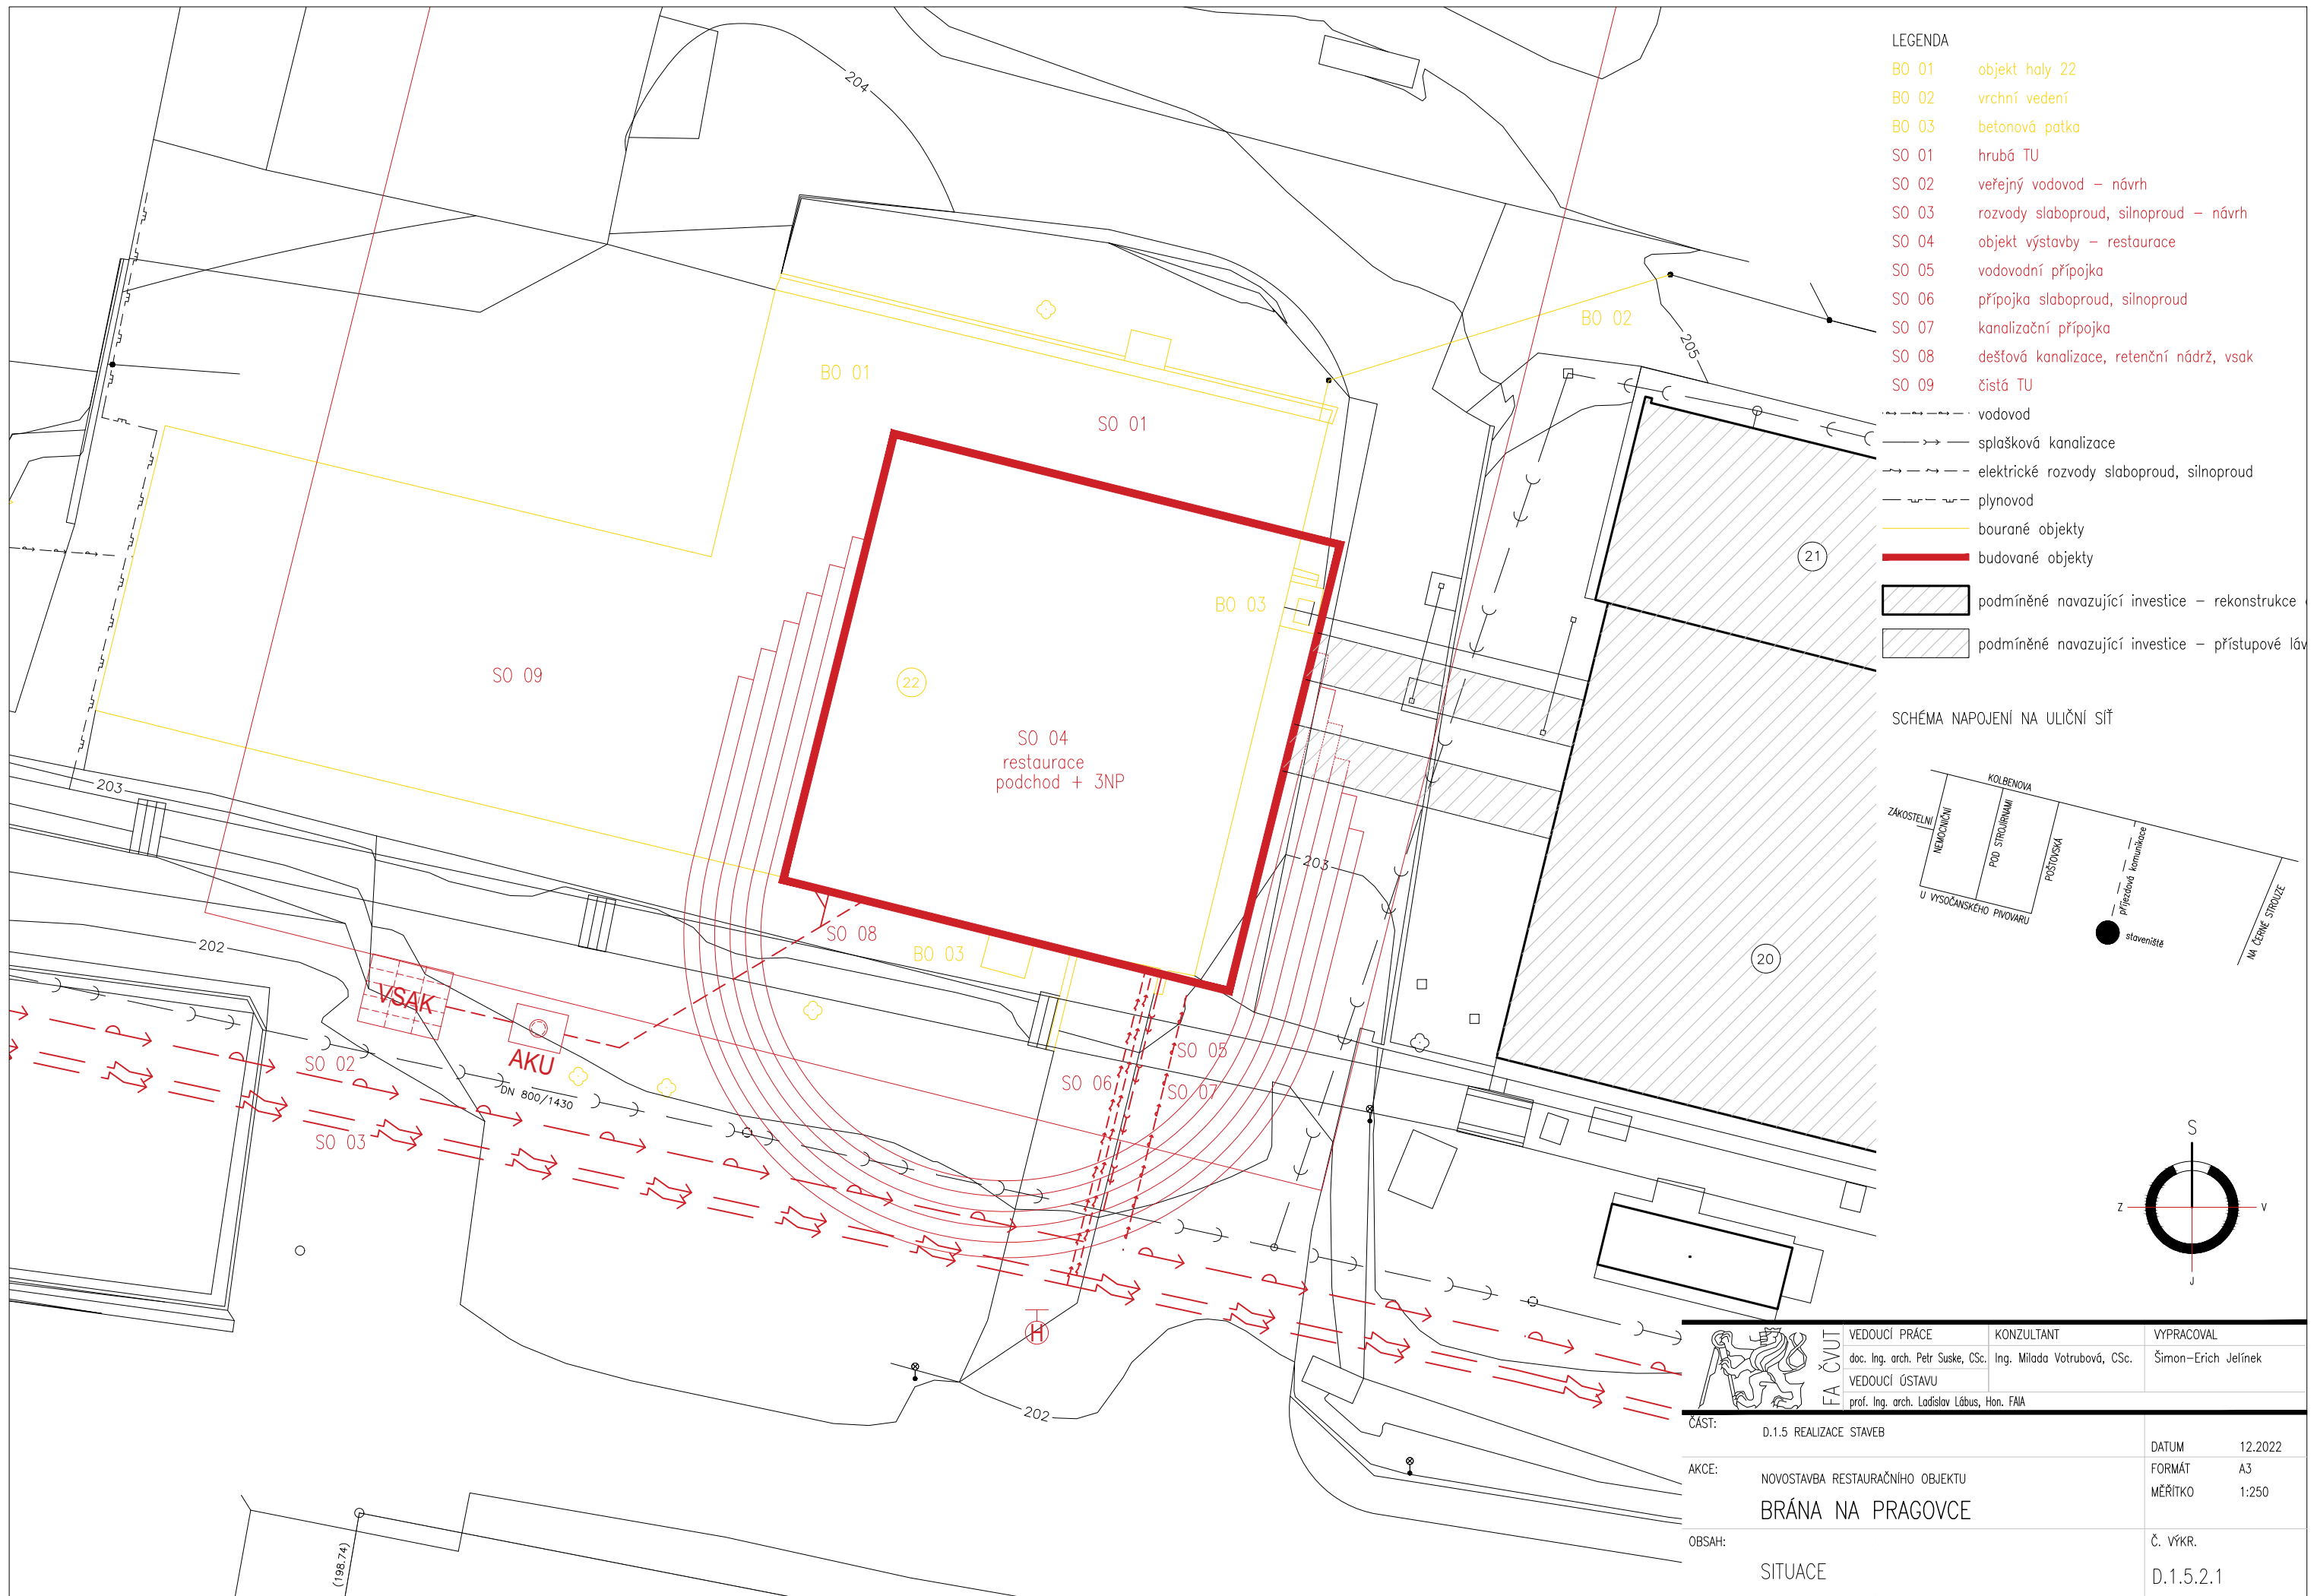 LEGENDA
BO 01 objekt haly 22
BO 02 vrchní vedení
BO 03 betonová patka
SO 01 hrubá TU
SO 02 veřejný vodovod – návrh
SO 03 rozvody slaboproud, silnoproud – návrh
SO 04 objekt výstavby – restaurace
SO 05 vodovodní přípojka
SO 06 přípojka slaboproud, silnoproud
SO 07 kanalizační přípojka
SO 08 dešťová kanalizace, retenční nádrž, vsak
SO 09 čistá TU
vodovod
splašková kanalizace
elektrické rozvody slaboproud, silnoproud
plynovod
bourané objekty
budované objekty
podmíněné navazující investice – rekonstrukce
podmíněné navazující investice – přístupové láv
SCHÉMA NAPOJENÍ NA ULIČNÍ SÍŤ
KOLBENOVA
ZÁKOSTELNÍ
NEMOCNIČNÍ
POD STROJÍRNAMI
POŠTOVSKÁ
příjezdová komunikace
U VYSOČANSKÉHO PIVOVARU
staveniště
NA ČERNÉ STROUZE
S
Z
V
J
204
BO 02
205
BO 01
SO 01
21
BO 03
SO 09
22
SO 04
restaurace
podchod + 3NP
203
203
SO 08
202
BO 03
20
VSAK
AKU
SO 02
DN 800/1430
SO 05
SO 06
SO 07
SO 03
H
202
(198.74)
FA ČVUT
VEDOUCÍ PRÁCE
KONZULTANT
VYPRACOVAL
doc. Ing. arch. Petr Suske, CSc.
Ing. Milada Votrubová, CSc.
Šimon–Erich Jelínek
VEDOUCÍ ÚSTAVU
prof. Ing. arch. Ladislav Lábus, Hon. FAIA
ČÁST:
D.1.5 REALIZACE STAVEB
DATUM 12.2022
AKCE:
NOVOSTAVBA RESTAURAČNÍHO OBJEKTU
BRÁNA NA PRAGOVCE
FORMÁT A3
MĚŘÍTKO 1:250
OBSAH:
SITUACE
Č. VÝKR.
D.1.5.2.1